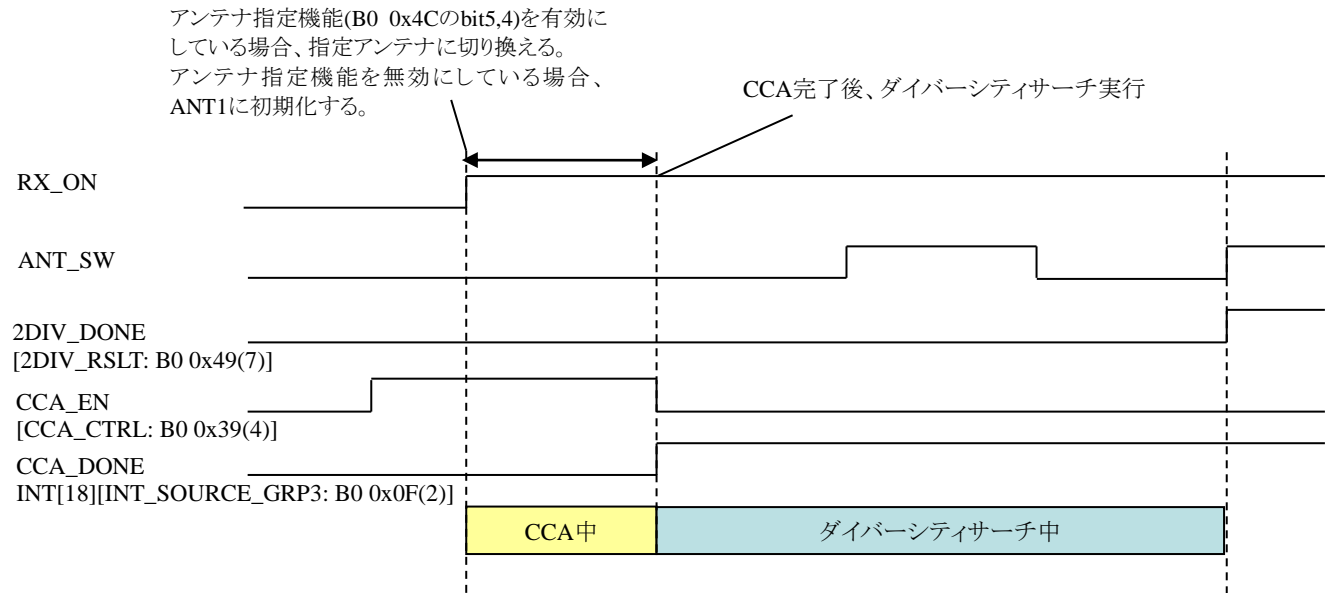 アンテナ指定機能(B0 0x4Cのbit5,4)を有効に
している場合、指定アンテナに切り換える。
アンテナ指定機能を無効にしている場合、
ANT1に初期化する。
CCA完了後、ダイバーシティサーチ実行
RX_ON
ANT_SW
2DIV_DONE
[2DIV_RSLT: B0 0x49(7)]
CCA_EN
[CCA_CTRL: B0 0x39(4)]
CCA_DONE
INT[18][INT_SOURCE_GRP3: B0 0x0F(2)]
CCA中
ダイバーシティサーチ中